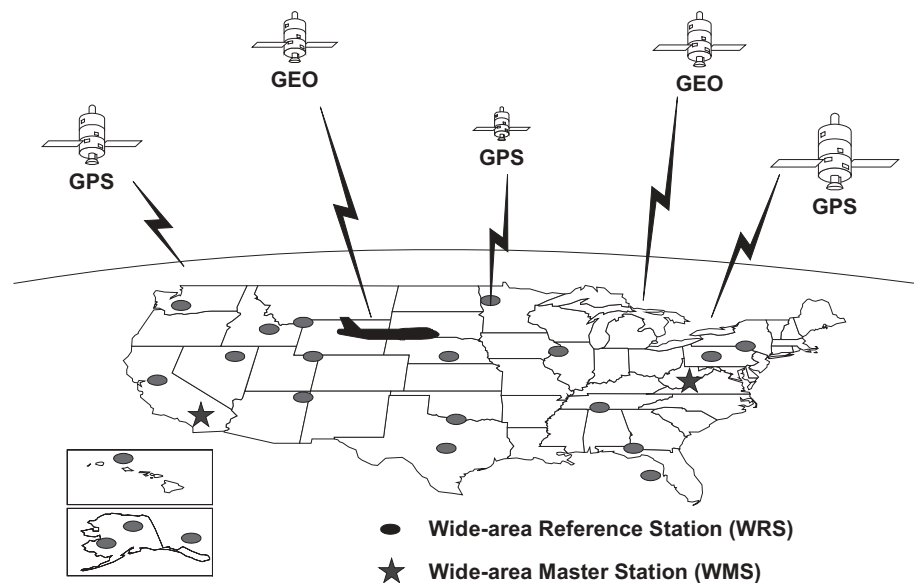 GEO
GEO
GPS
GPS
GPS
Wide-area Reference Station (WRS)
Wide-area Master Station (WMS)